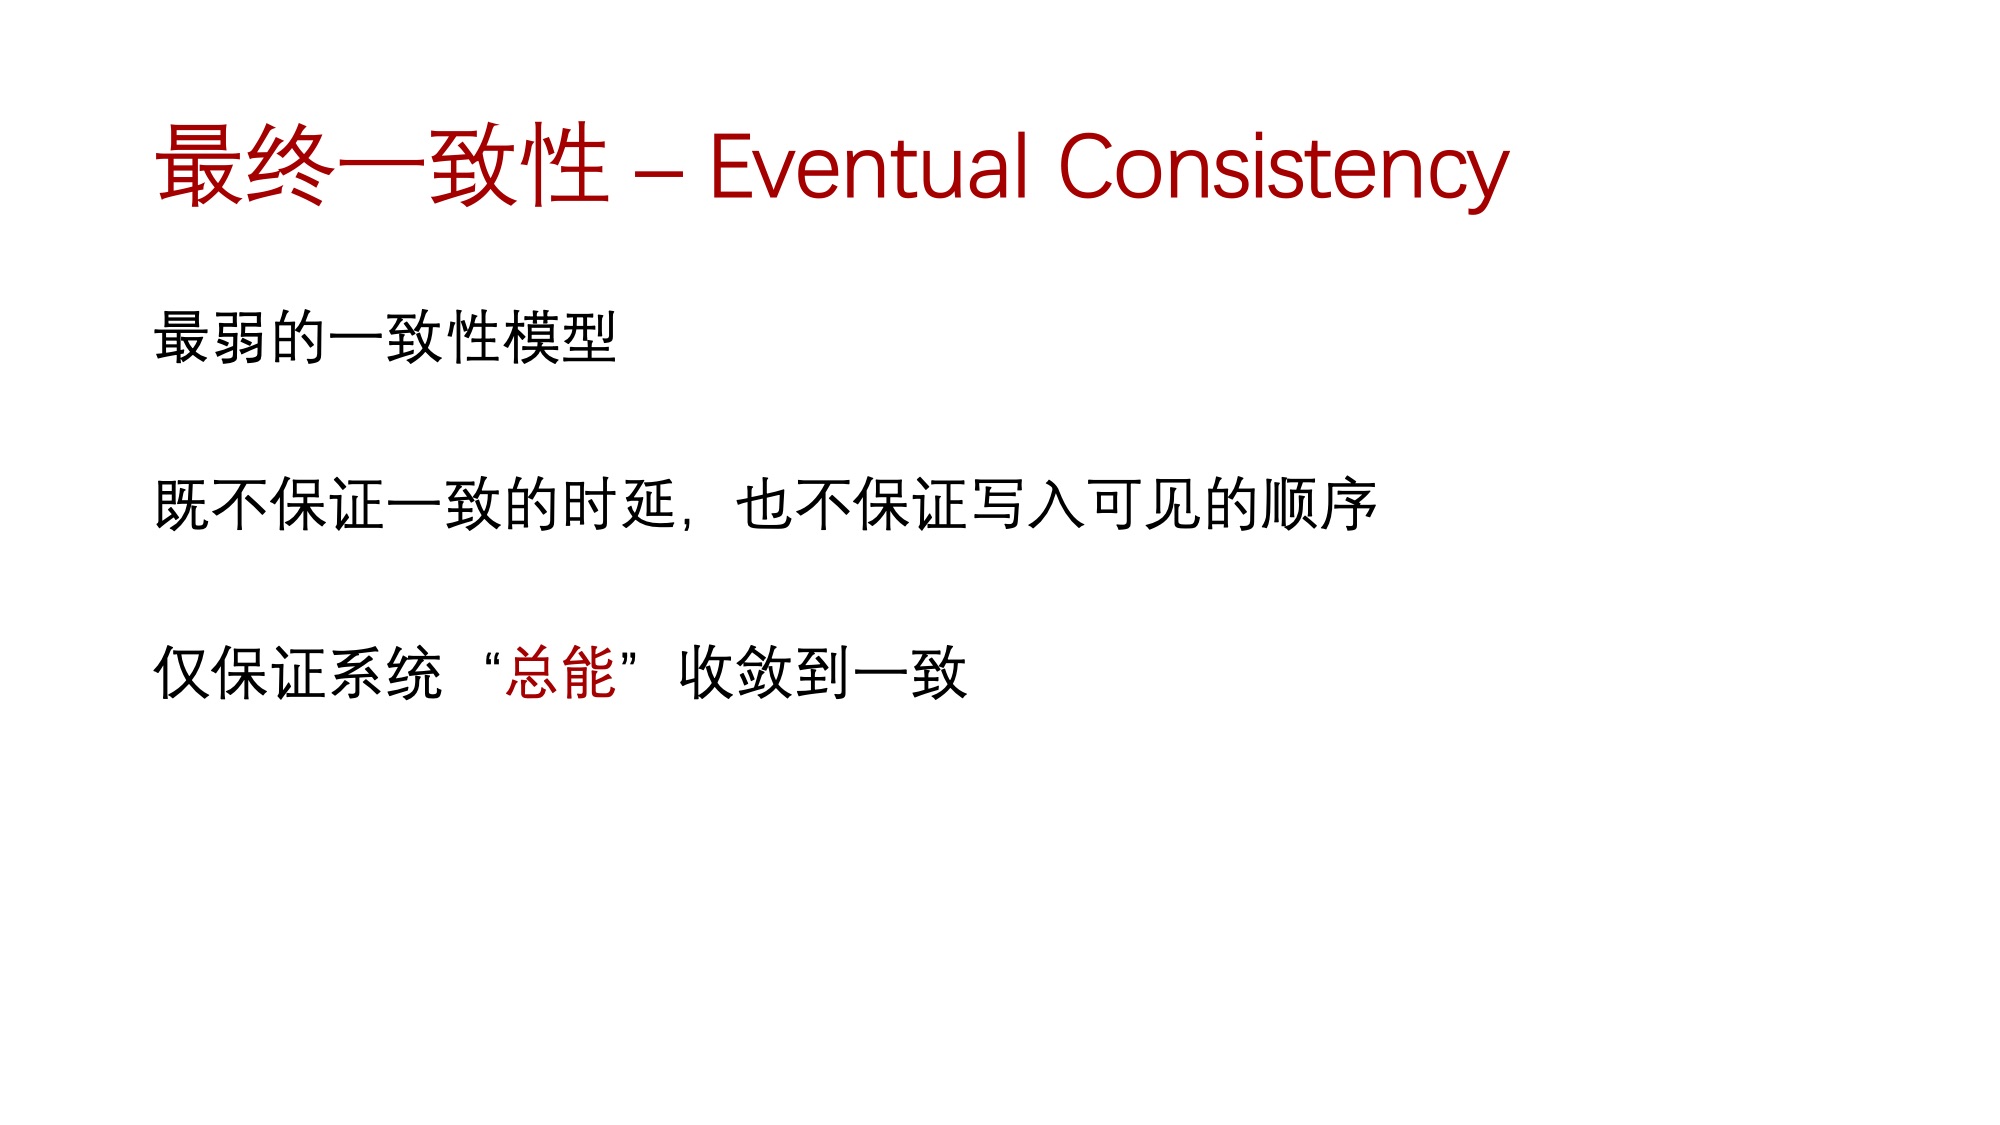 最终一致性 – Eventual Consistency
最弱的一致性模型
既不保证一致的时延，也不保证写入可见的顺序
仅保证系统“总能”收敛到一致